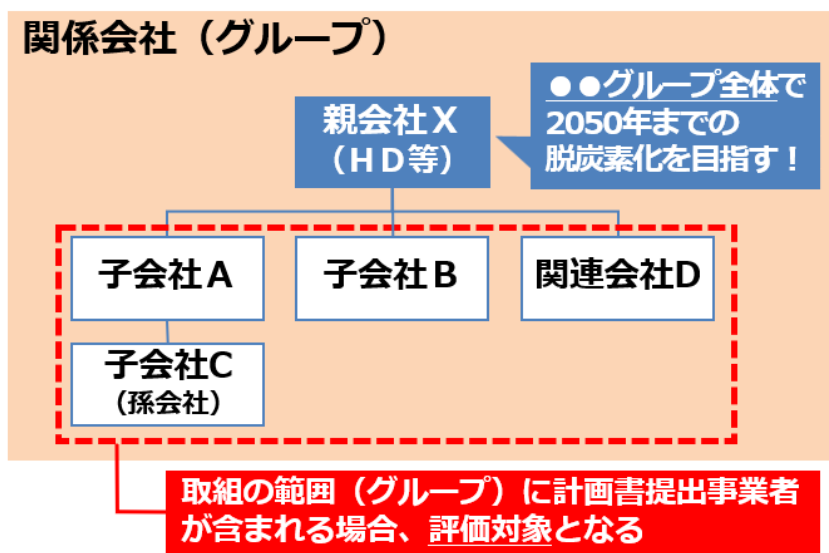 関係会社（グループ）
親会社Ｘ
（ＨＤ等）
●●グループ全体で
2050年までの
脱炭素化を目指す！
子会社Ａ
子会社Ｂ
関連会社D
子会社C
（孫会社）
取組の範囲（グループ）に計画書提出事業者
が含まれる場合、評価対象となる